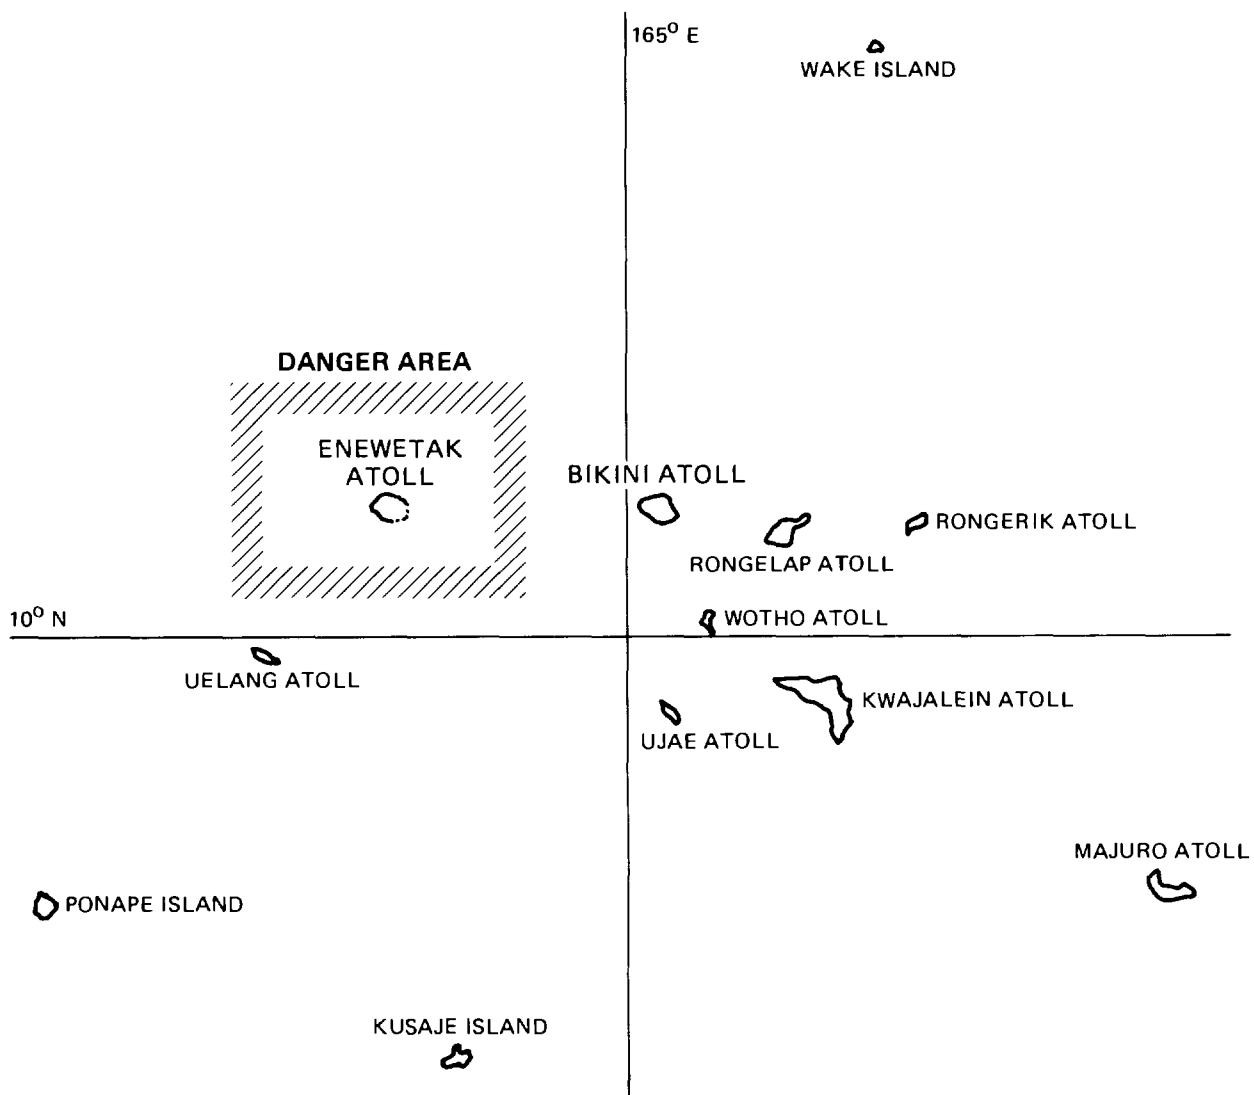 165° E
WAKE ISLAND
DANGER AREA
ENEWETAK
ATOLL
BIKINI ATOLL
RONGERIK ATOLL
RONGELAP ATOLL
10° N
WOTHO ATOLL
UELANG ATOLL
KWAJALEIN ATOLL
UJAE ATOLL
MAJURO ATOLL
PONAPE ISLAND
KUSAJE ISLAND